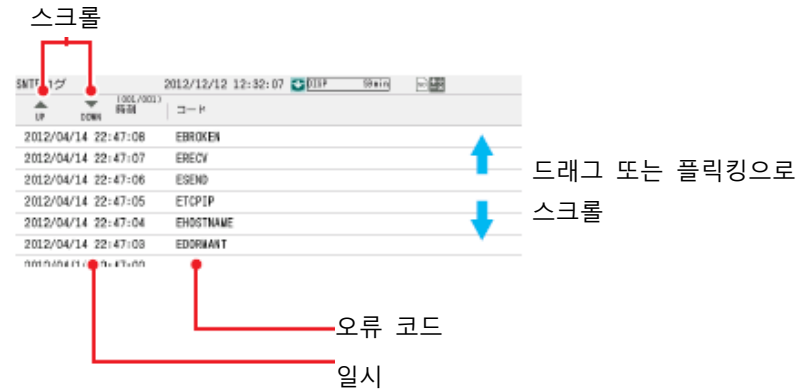 스크롤
SNTPログ 2012/12/12 12:32:07 DISP 50min
UP DOWN (001/001) 時刻 コード
2012/04/14 22:47:08 EBROKEN
2012/04/14 22:47:07 ERECV
2012/04/14 22:47:06 ESEND
2012/04/14 22:47:05 ETCPIP
2012/04/14 22:47:04 EHOSTNAME
2012/04/14 22:47:03 EDORMANT
드래그 또는 플릭킹으로
스크롤
오류 코드
일시